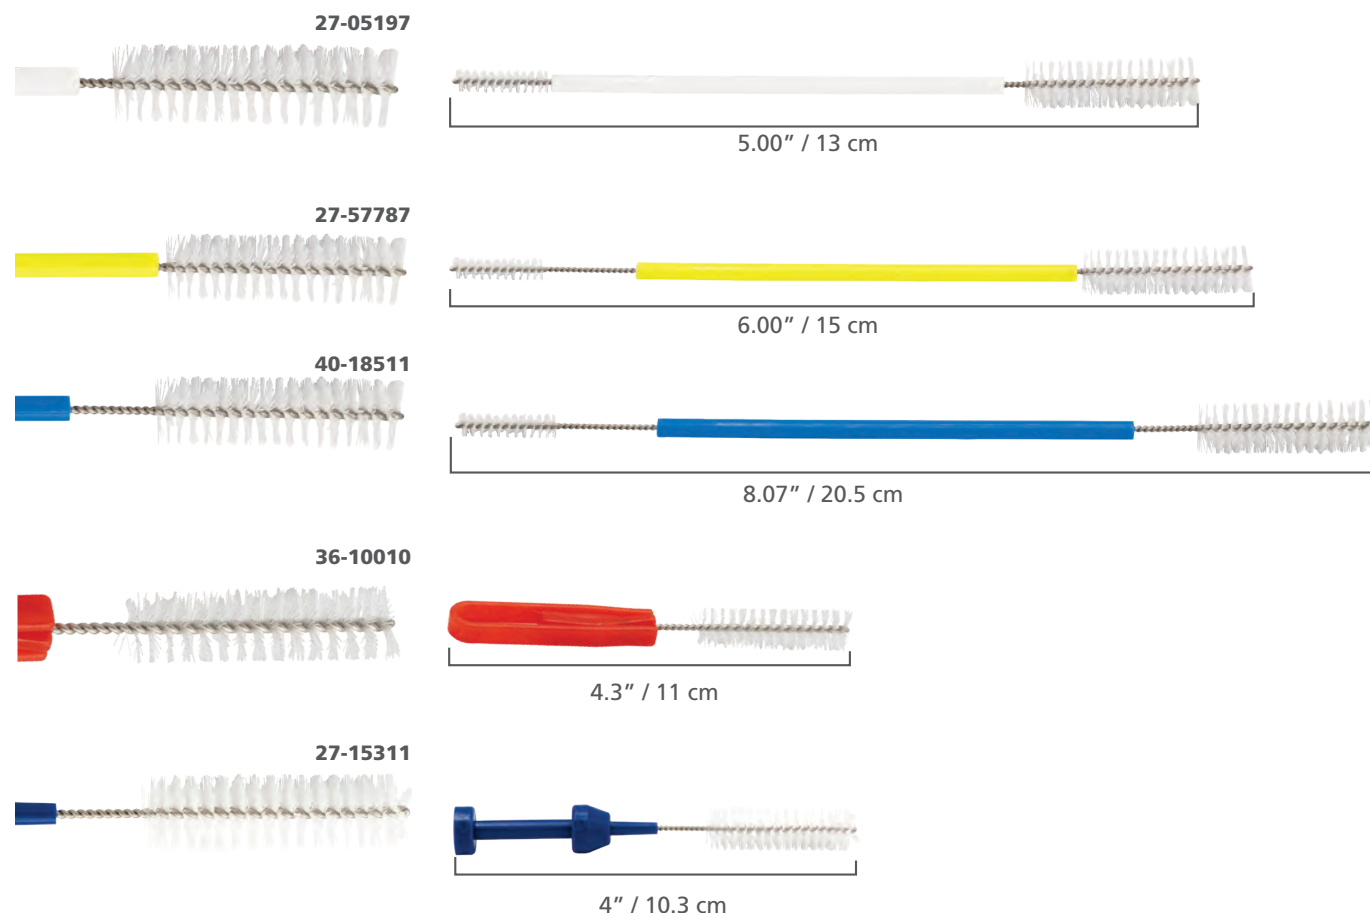 27-05197
5.00” / 13 cm
27-57787
6.00” / 15 cm
40-18511
8.07” / 20.5 cm
36-10010
4.3” / 11 cm
27-15311
4” / 10.3 cm